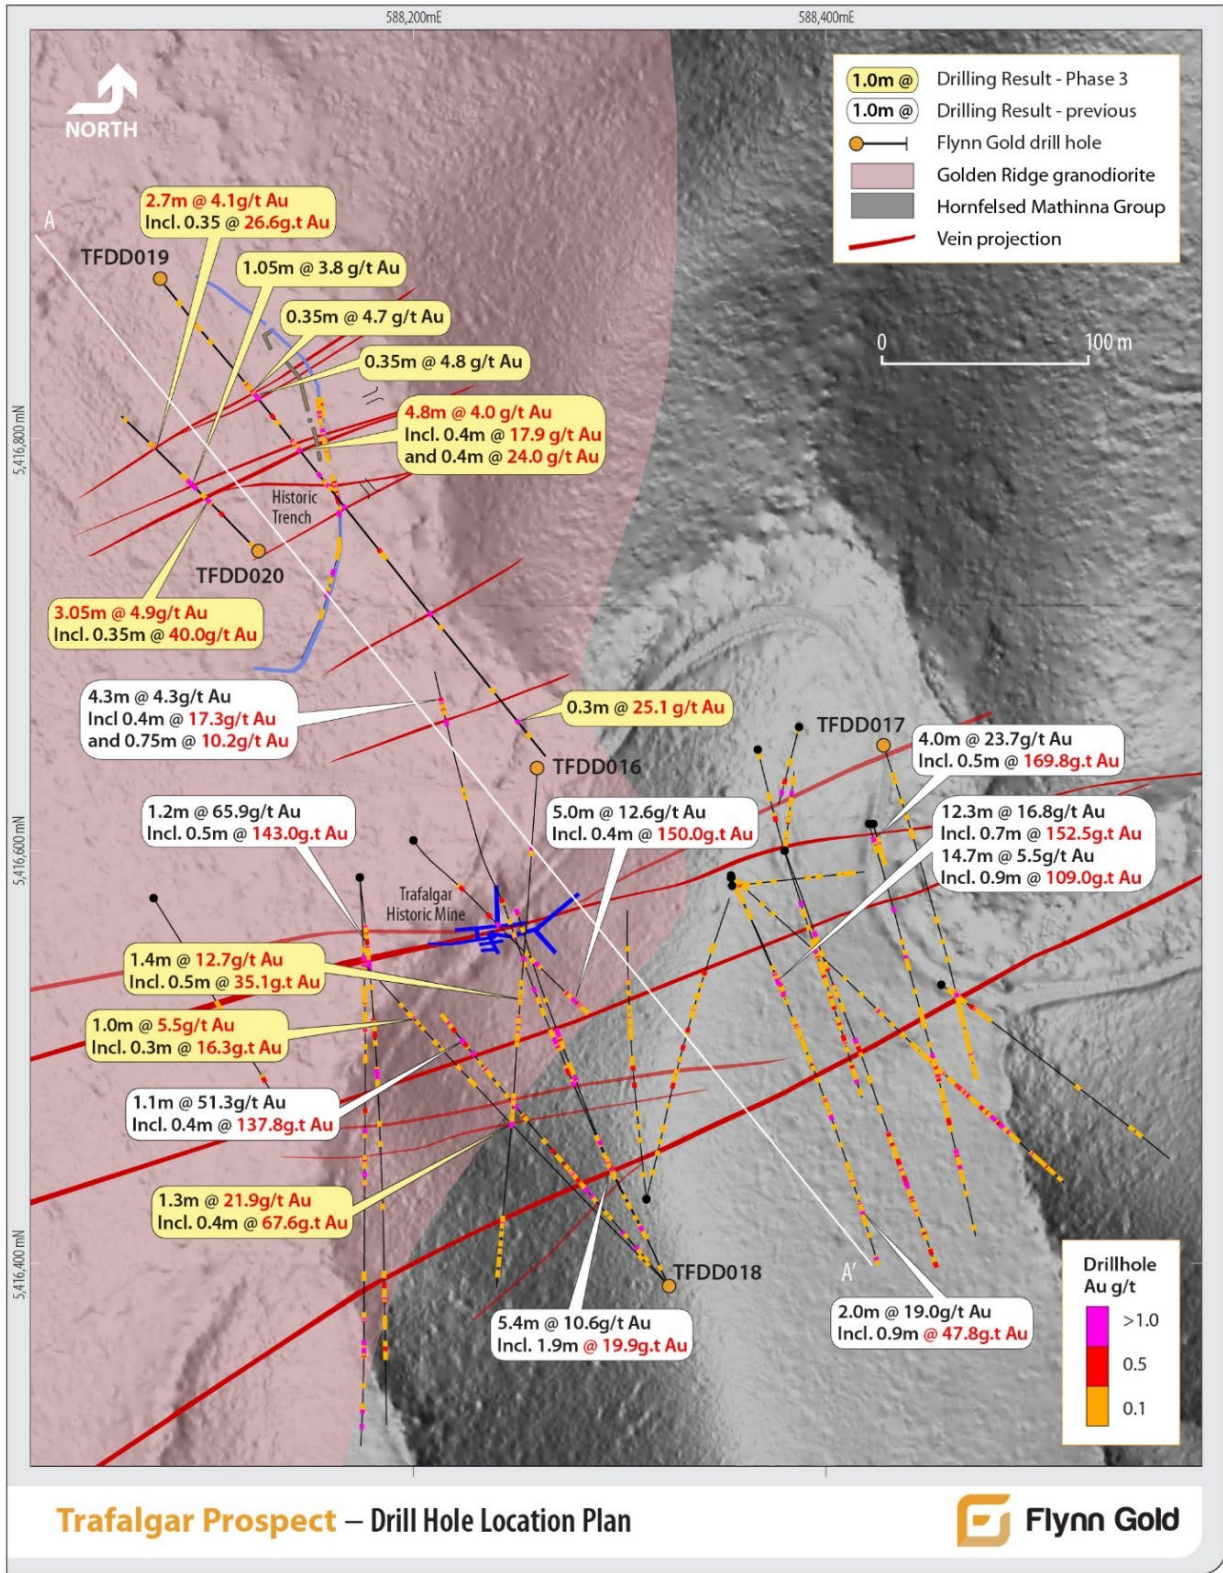 588,200mE
588,400mE
NORTH
1.0m @ Drilling Result - Phase 3
1.0m @ Drilling Result - previous
Flynn Gold drill hole
Golden Ridge granodiorite
Hornfelsed Mathinna Group
Vein projection
0
100 m
A
2.7m @ 4.1g/t Au
Incl. 0.35 @ 26.6g.t Au
TFDD019
1.05m @ 3.8 g/t Au
0.35m @ 4.7 g/t Au
0.35m @ 4.8 g/t Au
5,416,800 mN
4.8m @ 4.0 g/t Au
Incl. 0.4m @ 17.9 g/t Au
and 0.4m @ 24.0 g/t Au
Historic
Trench
TFDD020
3.05m @ 4.9g/t Au
Incl. 0.35m @ 40.0g/t Au
4.3m @ 4.3g/t Au
Incl 0.4m @ 17.3g/t Au
and 0.75m @ 10.2g/t Au
0.3m @ 25.1 g/t Au
TFDD016
TFDD017
4.0m @ 23.7g/t Au
Incl. 0.5m @ 169.8g.t Au
1.2m @ 65.9g/t Au
Incl. 0.5m @ 143.0g.t Au
5.0m @ 12.6g/t Au
Incl. 0.4m @ 150.0g.t Au
12.3m @ 16.8g/t Au
Incl. 0.7m @ 152.5g.t Au
14.7m @ 5.5g/t Au
Incl. 0.9m @ 109.0g.t Au
5,416,600 mN
Trafalgar
Historic Mine
1.4m @ 12.7g/t Au
Incl. 0.5m @ 35.1g.t Au
1.0m @ 5.5g/t Au
Incl. 0.3m @ 16.3g.t Au
1.1m @ 51.3g/t Au
Incl. 0.4m @ 137.8g.t Au
1.3m @ 21.9g/t Au
Incl. 0.4m @ 67.6g.t Au
5,416,400 mN
TFDD018
A'
5.4m @ 10.6g/t Au
Incl. 1.9m @ 19.9g.t Au
2.0m @ 19.0g/t Au
Incl. 0.9m @ 47.8g.t Au
Drillhole
Au g/t
>1.0
0.5
0.1
Trafalgar Prospect – Drill Hole Location Plan
Flynn Gold